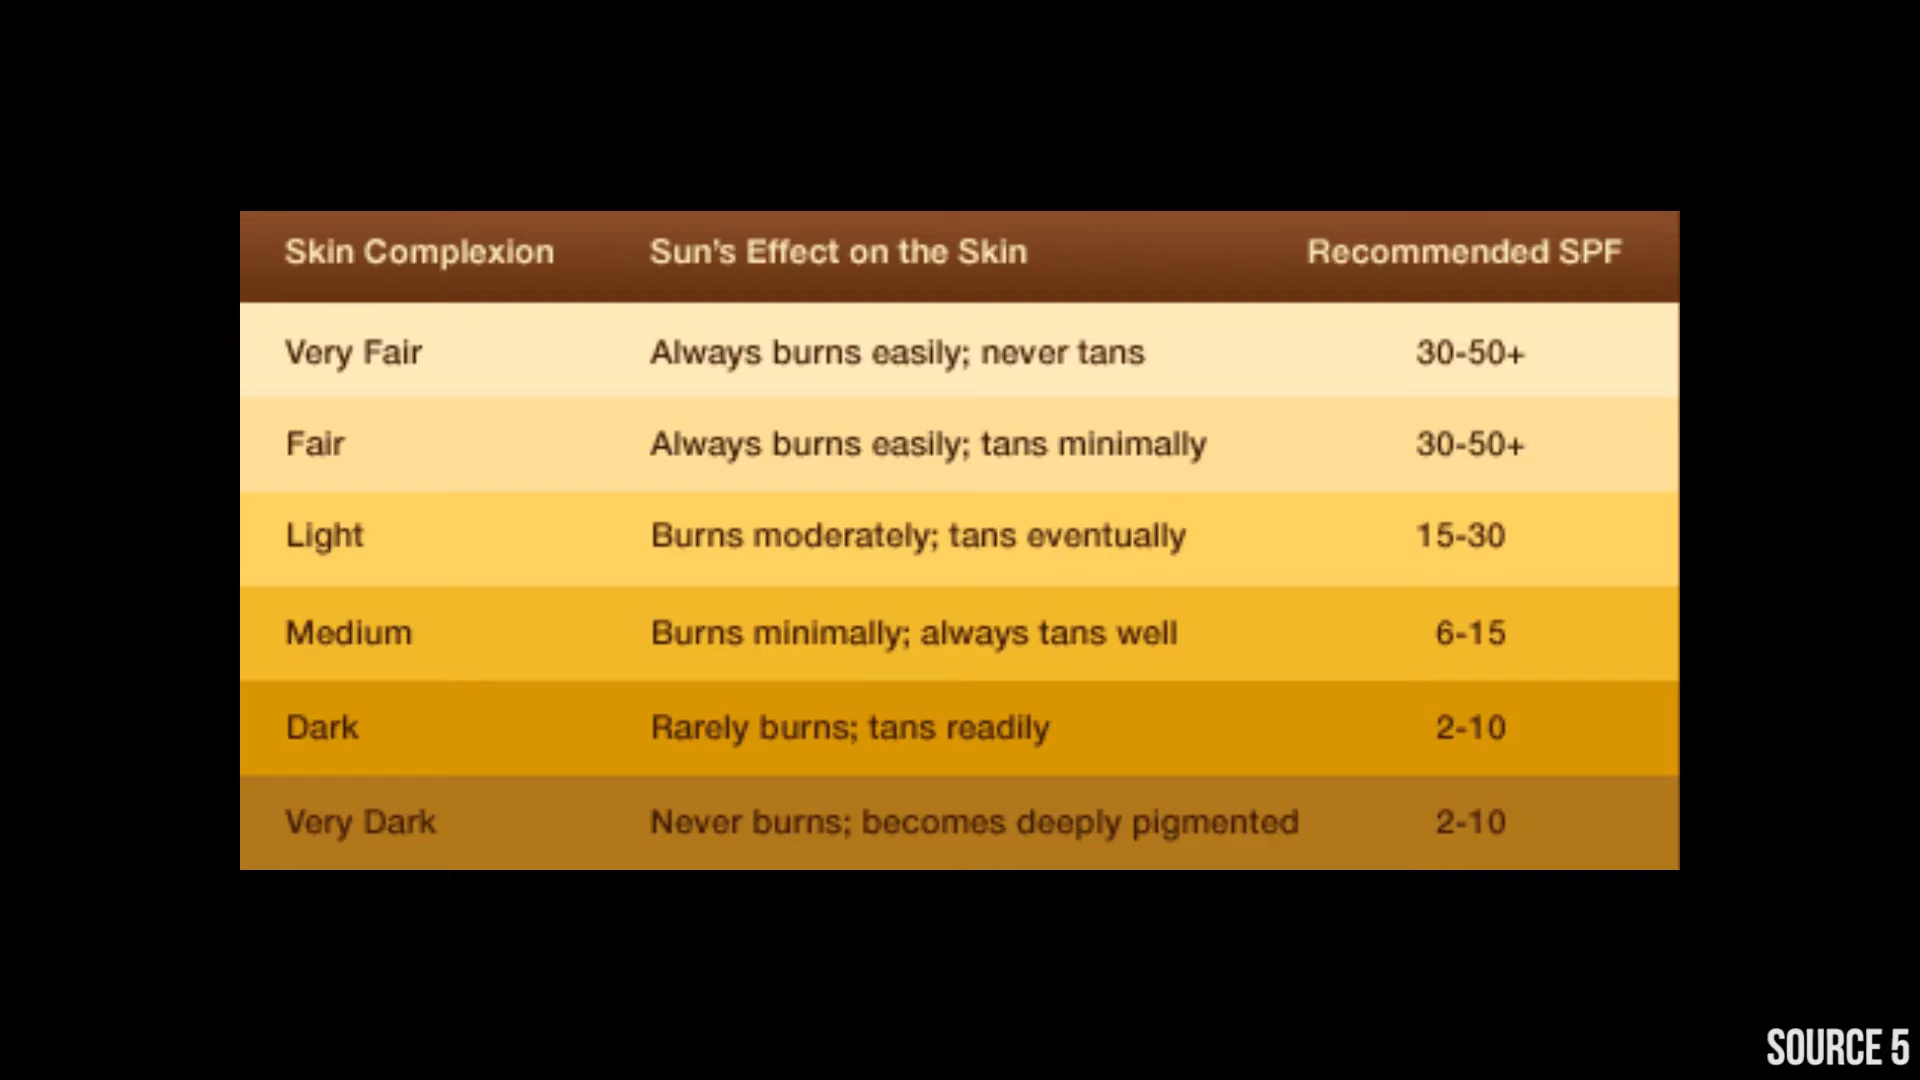 Skin Complexion Sun's Effect on the Skin Recommended SPF
Very Fair Always burns easily; never tans 30-50+
Fair Always burns easily; tans minimally 30-50+
Light Burns moderately; tans eventually 15-30
Medium Burns minimally; always tans well 6-15
Dark Rarely burns; tans readily 2-10
Very Dark Never burns; becomes deeply pigmented 2-10
SOURCE 5